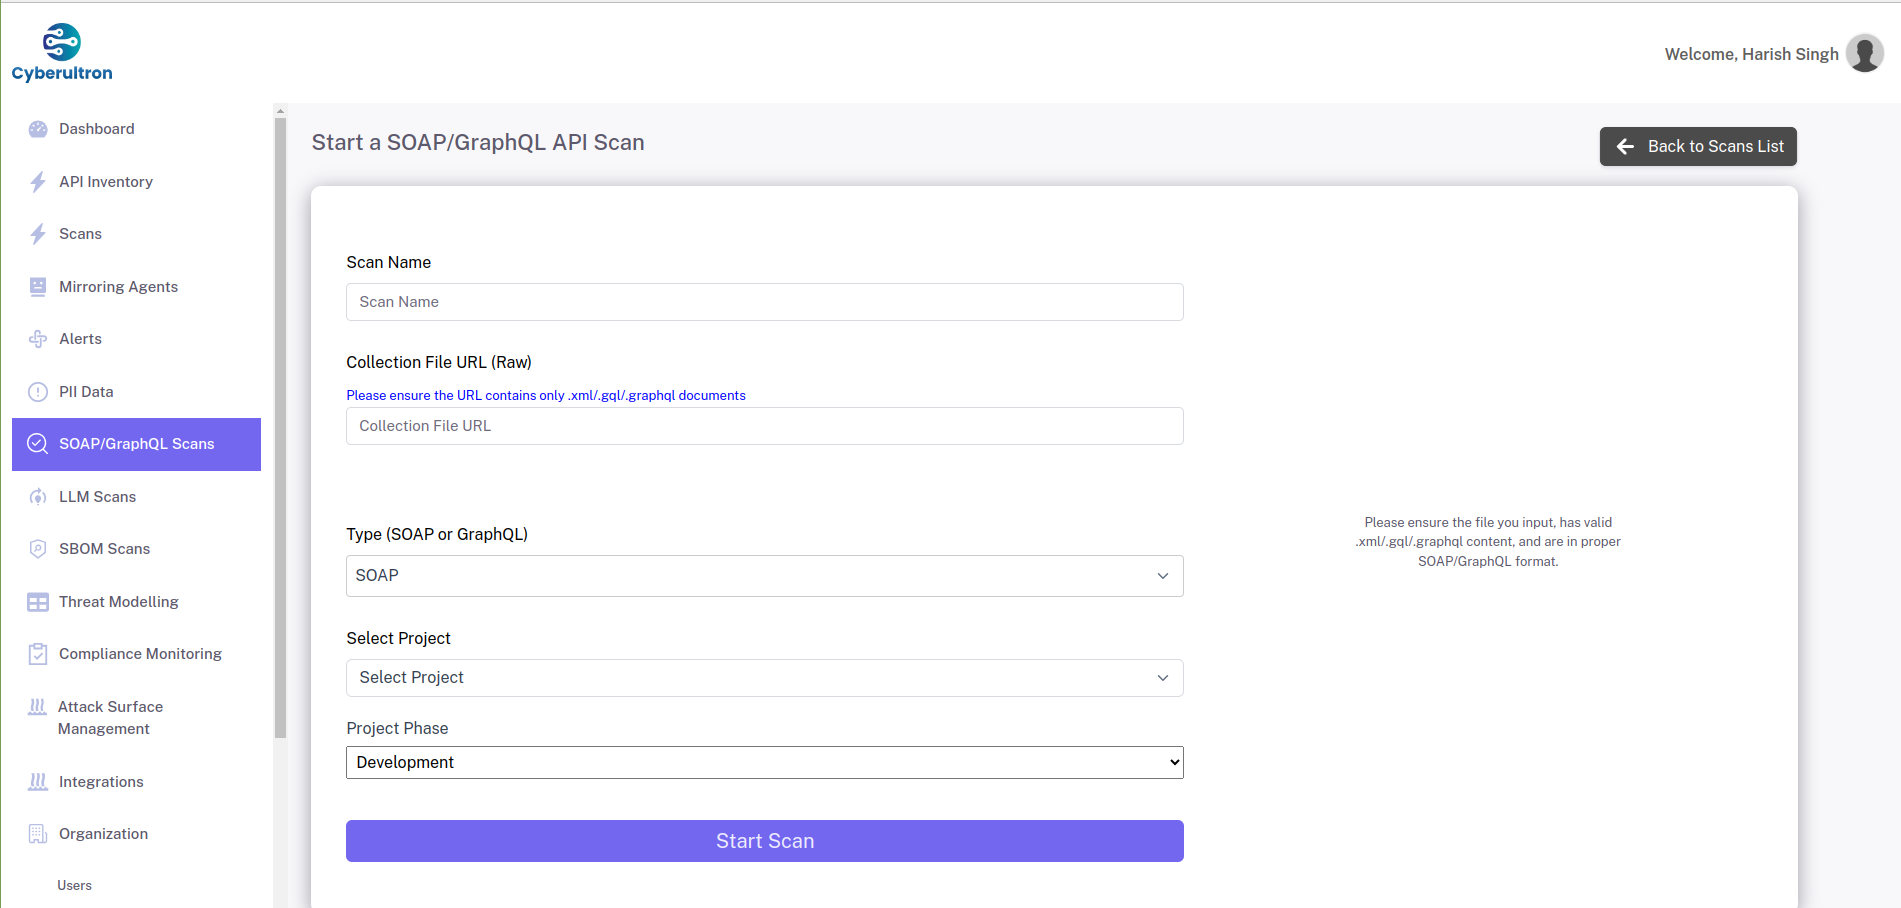 Cyberultron
Welcome, Harish Singh
Dashboard
API Inventory
Scans
Mirroring Agents
Alerts
PII Data
SOAP/GraphQL Scans
LLM Scans
SBOM Scans
Threat Modelling
Compliance Monitoring
Attack Surface
Management
Integrations
Organization
Users
Start a SOAP/GraphQL API Scan
Back to Scans List
Scan Name
Scan Name
Collection File URL (Raw)
Please ensure the URL contains only .xml/.gql/.graphql documents
Collection File URL
Type (SOAP or GraphQL)
SOAP
Select Project
Select Project
Project Phase
Development
Start Scan
Please ensure the file you input, has valid
.xml/.gql/.graphql content, and are in proper
SOAP/GraphQL format.